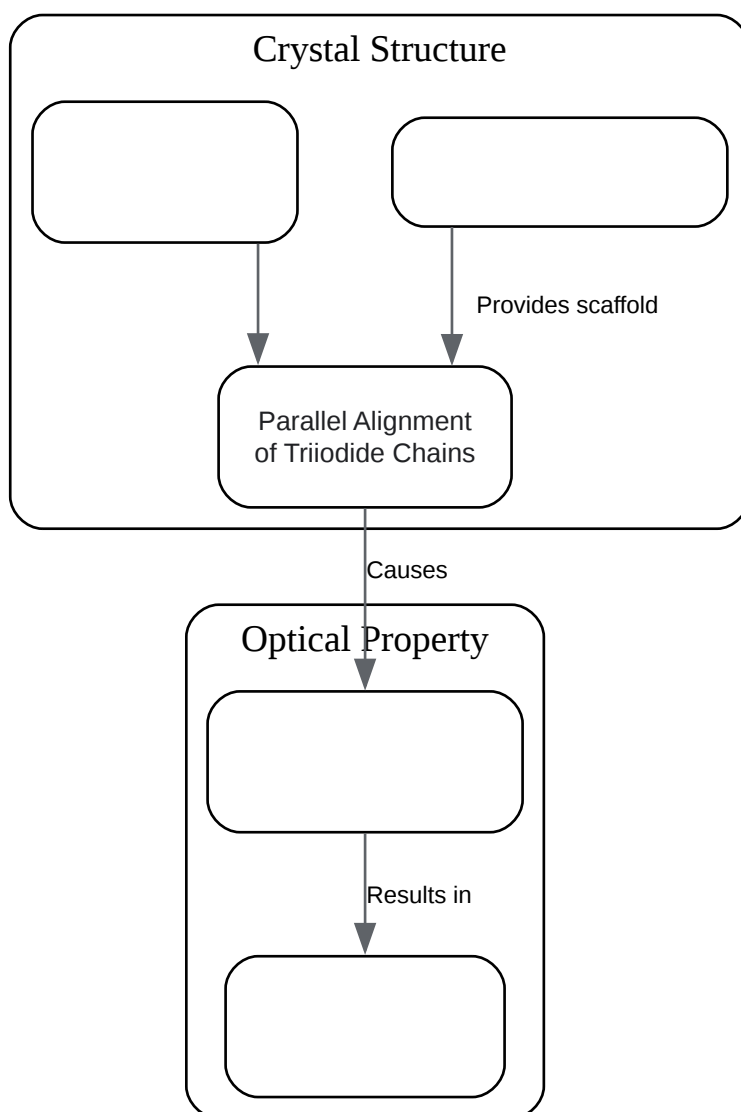 Crystal Structure
Provides scaffold
Parallel Alignment
of Triiodide Chains
Causes
Optical Property
Results in